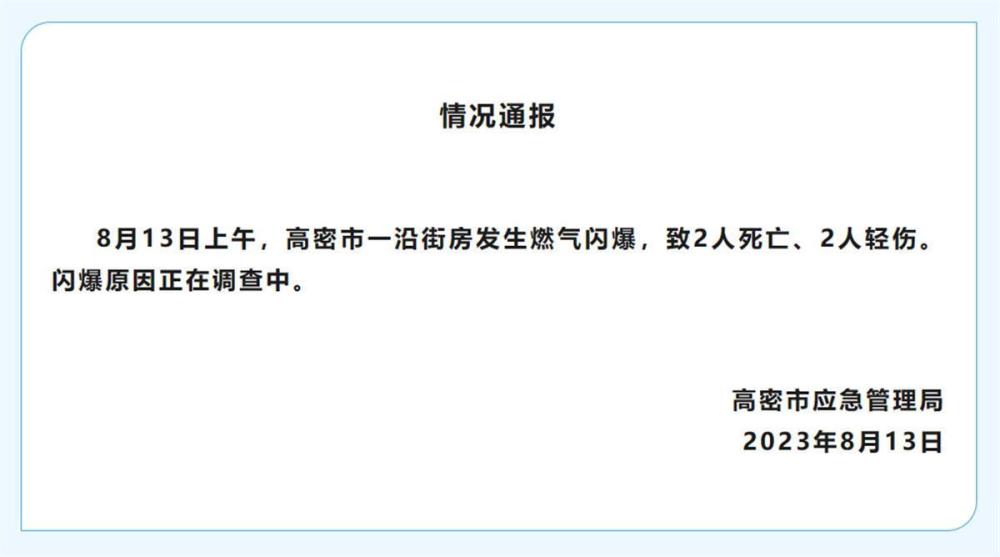 情况通报
8月13日上午，高密市一沿街房发生燃气闪爆，致2人死亡、2人轻伤。
闪爆原因正在调查中。
高密市应急管理局
2023年8月13日